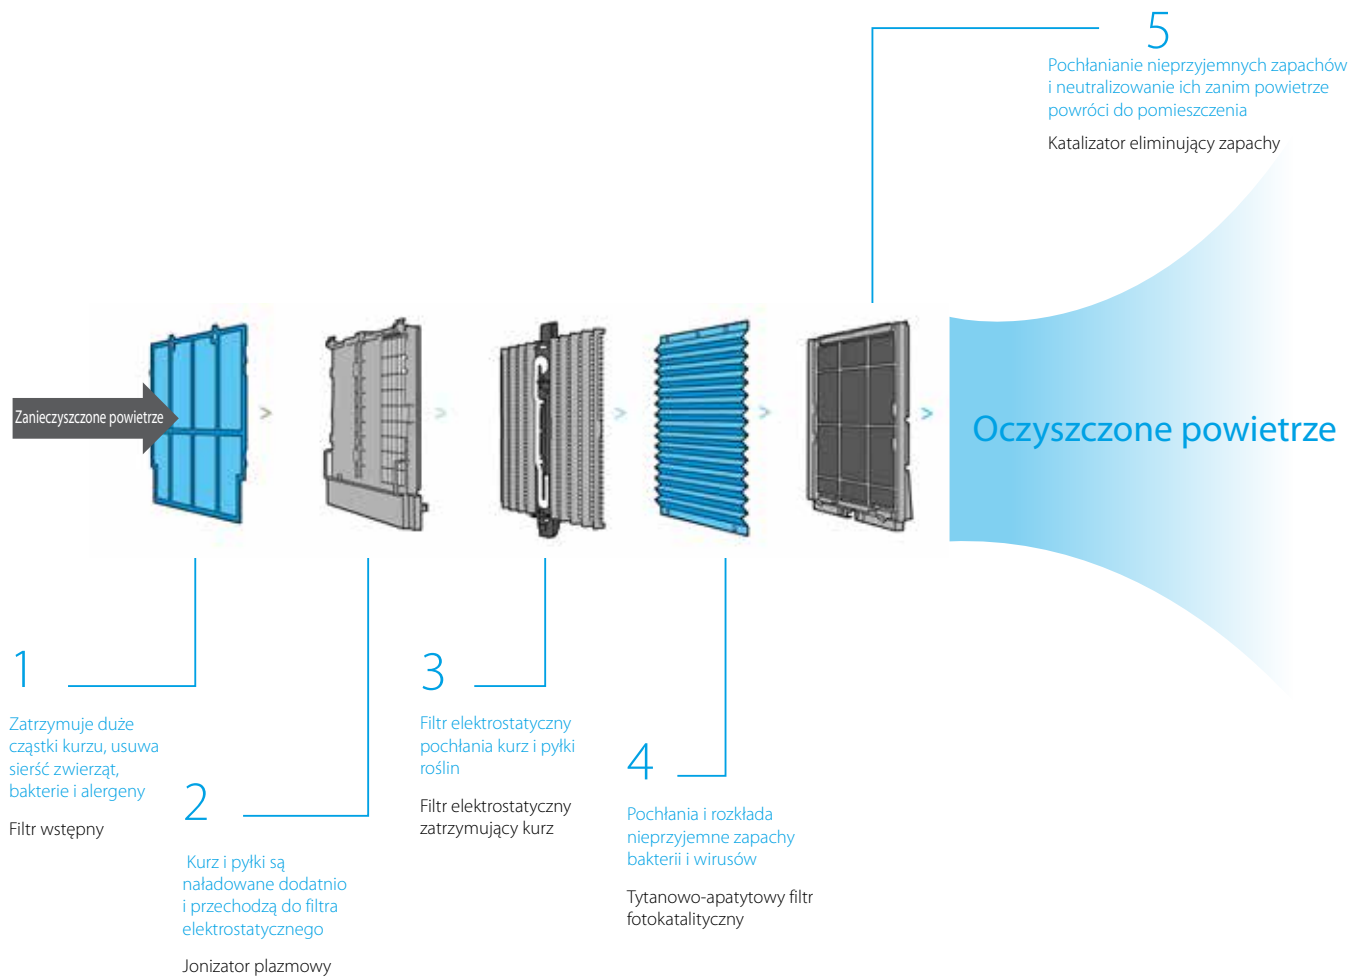 5
Pochłanianie nieprzyjemnych zapachów
i neutralizowanie ich zanim powietrze
powróci do pomieszczenia
Katalizator eliminujący zapachy
Zanieczyszczone powietrze
>
>
>
>
>
Oczyszczone powietrze
1
Zatrzymuje duże
cząstki kurzu, usuwa
sierść zwierząt,
bakterie i alergeny
Filtr wstępny
2
Kurz i pyłki są
naładowane dodatnio
i przechodzą do filtra
elektrostatycznego
Jonizator plazmowy
3
Filtr elektrostatyczny
pochłania kurz i pyłki
roślin
Filtr elektrostatyczny
zatrzymujący kurz
4
Pochłania i rozkłada
nieprzyjemne zapachy
bakterii i wirusów
Tytanowo-apatytowy filtr
fotokatalityczny